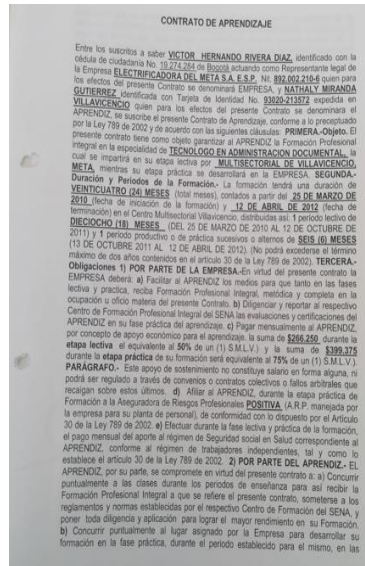 CONTRATO DE APRENDIZAJE
Entre los suscritos a saber VICTOR HERNANDO RIVERA DIAZ, identificado con la
cédula de ciudadanía No. 19.274.284 de Bogotá actuando como Representante legal de
la Empresa ELECTRIFICADORA DEL META S.A. E.S.P. Nit. 892.002.210-6 quien para
los efectos del presente Contrato se denominará EMPRESA, y NATHALY MIRANDA
GUTIERREZ identificada con Tarjeta de Identidad No. 93020-213572 expedida en
VILLAVICENCIO quien para los efectos del presente Contrato se denominara el
APRENDIZ, se suscribe el presente Contrato de Aprendizaje, conforme a lo preceptuado
por la Ley 789 de 2002 y de acuerdo con las siguientes cláusulas: PRIMERA.-Objeto. El
presente contrato tiene como objeto garantizar al APRENDIZ la Formación Profesional
Integral en la especialidad de TECNOLOGO EN ADMINISTRACION DOCUMENTAL, la
cual se impartirá en su etapa lectiva por MULTISECTORIAL DE VILLAVICENCIO,
META, mientras su etapa práctica se desarrollará en la EMPRESA. SEGUNDA.-
Duración y Periodos de la Formación.- La formación tendrá una duración de
VEINTICUATRO (24) MESES (total meses), contados a partir del 25 DE MARZO DE
2010 (fecha de iniciación de la formación) y 12 DE ABRIL DE 2012 (fecha de
terminación) en el Centro Multisectorial Villavicencio, distribuidas así: 1 periodo lectivo de
DIECIOCHO (18) MESES (DEL 25 DE MARZO DE 2010 AL 12 DE OCTUBRE DE
2011) y 1 periodo productivo o de práctica sucesivos o alternos de SEIS (6) MESES
(13 DE OCTUBRE 2011 AL 12 DE ABRIL DE 2012). (No podrá excederse el término
máximo de dos años contenidos en el artículo 30 de la Ley 789 de 2002). TERCERA.-
Obligaciones 1) POR PARTE DE LA EMPRESA.-En virtud del presente contrato la
EMPRESA deberá: a) Facilitar al APRENDIZ los medios para que tanto en las fases
lectiva y practica, reciba Formación Profesional Integral, metódica y completa en la
ocupación u oficio materia del presente Contrato. b) Diligenciar y reportar al respectivo
Centro de Formación Profesional Integral del SENA las evaluaciones y certificaciones del
APRENDIZ en su fase práctica del aprendizaje. c) Pagar mensualmente al APRENDIZ,
por concepto de apoyo económico para el aprendizaje, la suma de $266.250 durante la
etapa lectiva el equivalente al 50% de un (1) S.M.L.V.) y la suma de $399.375
durante la etapa práctica de su formación será equivalente al 75% de un (1) S.M.L.V.).
PARÁGRAFO.- Este apoyo de sostenimiento no constituye salario en forma alguna, ni
podrá ser regulado a través de convenios o contratos colectivos o fallos arbitrales que
recaigan sobre estos últimos. d) Afiliar al APRENDIZ, durante la etapa práctica de
Formación a la Aseguradora de Riesgos Profesionales POSITIVA (A.R.P. manejada por
la empresa para su planta de personal), de conformidad con lo dispuesto por el Artículo
30 de la Ley 789 de 2002. e) Efectuar durante la fase lectiva y práctica de la formación,
el pago mensual del aporte al régimen de Seguridad social en Salud correspondiente al
APRENDIZ, conforme al régimen de trabajadores independientes, tal y como lo
establece el artículo 30 de la Ley 789 de 2002. 2) POR PARTE DEL APRENDIZ.- EL
APRENDIZ, por su parte, se compromete en virtud del presente contrato a: a) Concurrir
puntualmente a las clases durante los periodos de enseñanza para así recibir la
Formación Profesional Integral a que se refiere el presente contrato, someterse a los
reglamentos y normas establecidas por el respectivo Centro de Formación del SENA, y
poner toda diligencia y aplicación para lograr el mayor rendimiento en su Formación.
b) Concurrir puntualmente al lugar asignado por la Empresa para desarrollar su
formación en la fase práctica, durante el periodo establecido para el mismo, en las